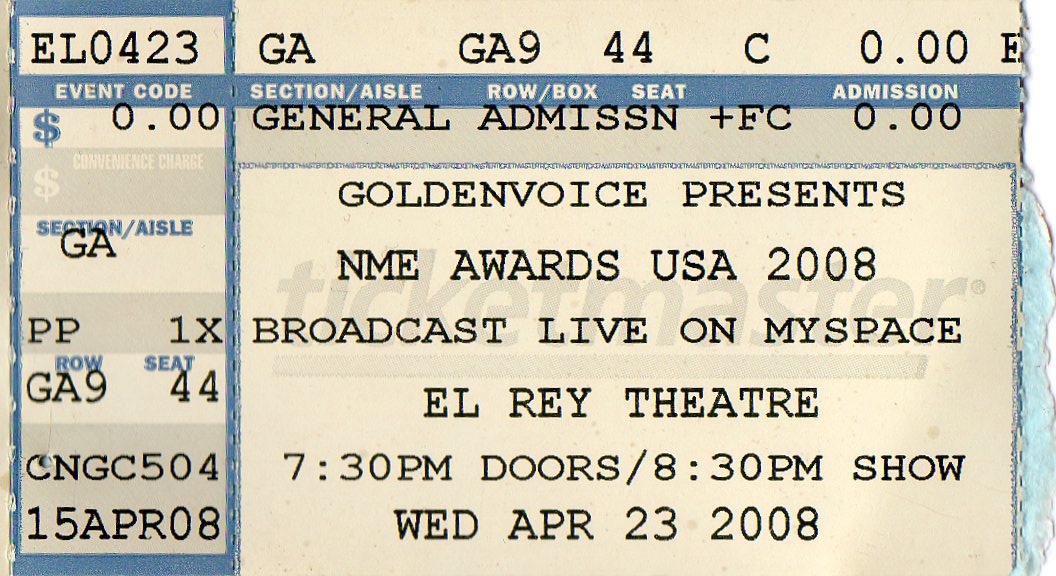 EL0423 GA GA9 44 C 0.00 E
EVENT CODE SECTION/AISLE ROW/BOX SEAT ADMISSION
$ 0.00 GENERAL ADMISSN +FC 0.00
CONVENIENCE CHARGE
$
GOLDENVOICE PRESENTS
SECTION/AISLE
GA
NME AWARDS USA 2008
ticketmaster®
PP 1X BROADCAST LIVE ON MYSPACE
ROW SEAT
GA9 44 EL REY THEATRE
CNGC504 7:30PM DOORS/8:30PM SHOW
15APR08 WED APR 23 2008